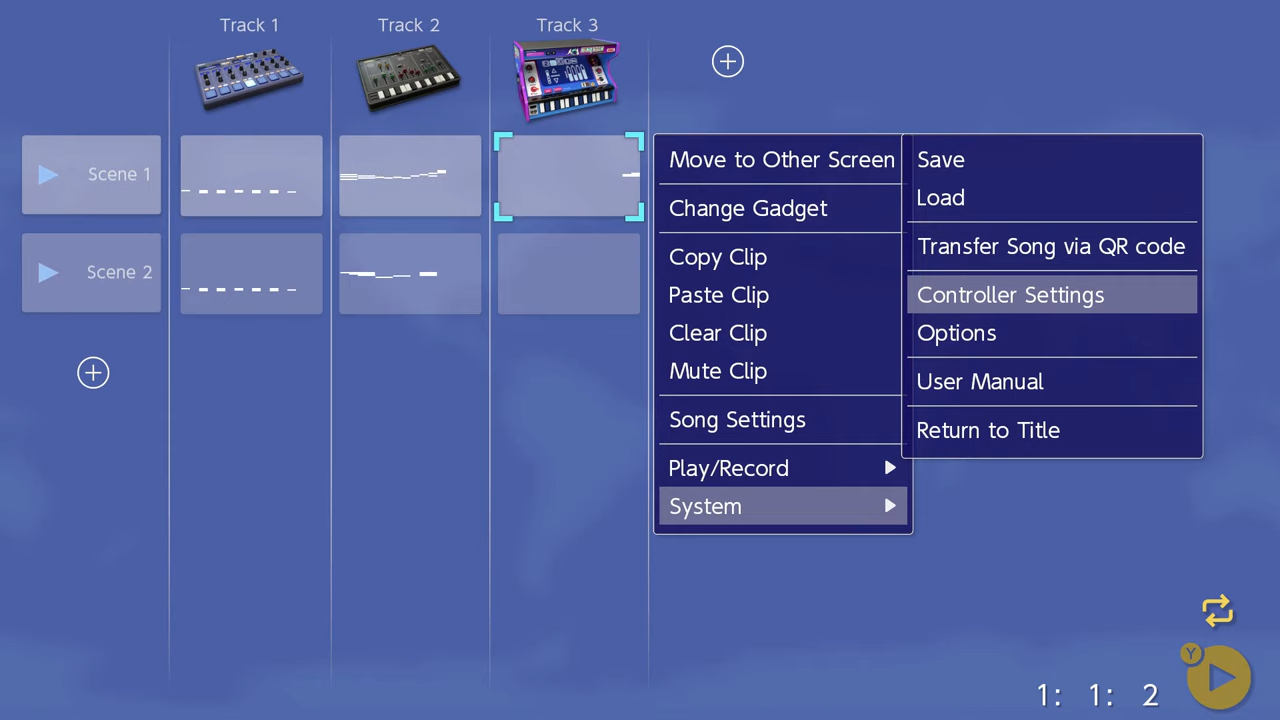 Track 1
Track 2
Track 3
Scene 1
Scene 2
Move to Other Screen
Change Gadget
Copy Clip
Paste Clip
Clear Clip
Mute Clip
Song Settings
Play/Record
System
Save
Load
Transfer Song via QR code
Controller Settings
Options
User Manual
Return to Title
Y
1: 1: 2